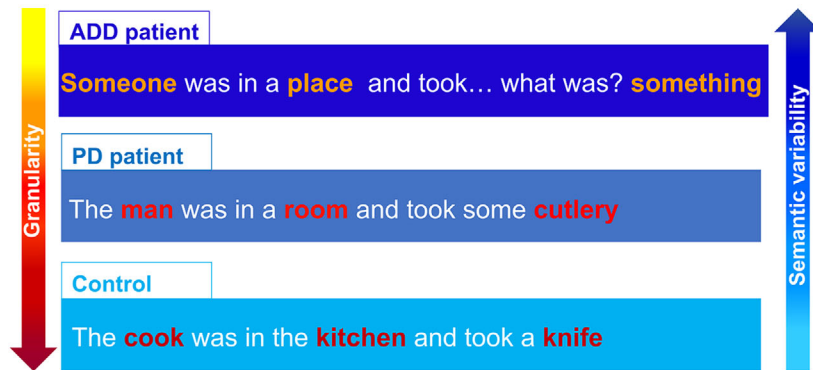 ADD patient
Someone was in a place and took... what was? something
PD patient
The man was in a room and took some cutlery
Control
The cook was in the kitchen and took a knife
Granularity
Semantic variability